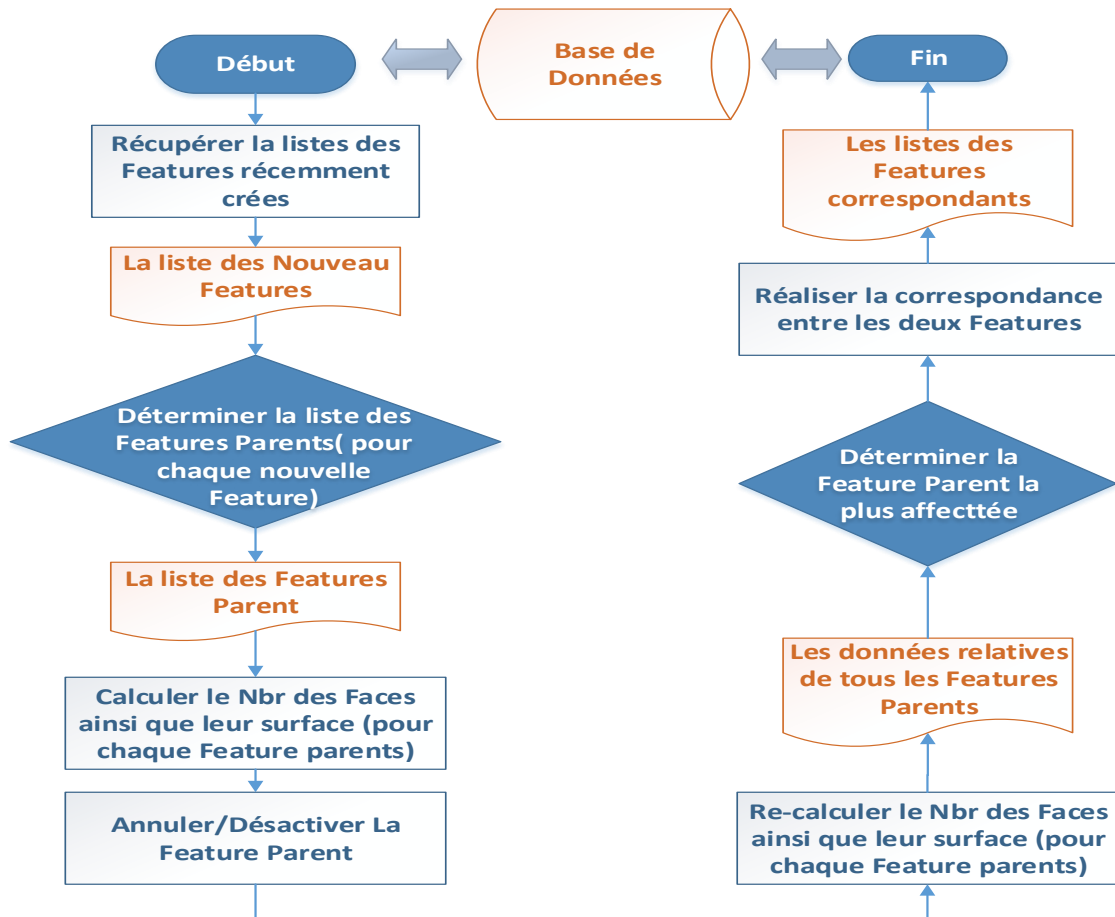 Début
Base de
Données
Fin
Récupérer la listes des
Features récemment
crées
La liste des Nouveau
Features
Déterminer la liste des
Features Parents( pour
chaque nouvelle
Feature)
La liste des Features
Parent
Calculer le Nbr des Faces
ainsi que leur surface (pour
chaque Feature parents)
Annuler/Désactiver La
Feature Parent
Les listes des
Features
correspondants
Réaliser la correspondance
entre les deux Features
Déterminer la
Feature Parent la
plus affecttée
Les données relatives
de tous les Features
Parents
Re-calculer le Nbr des Faces
ainsi que leur surface (pour
chaque Feature parents)